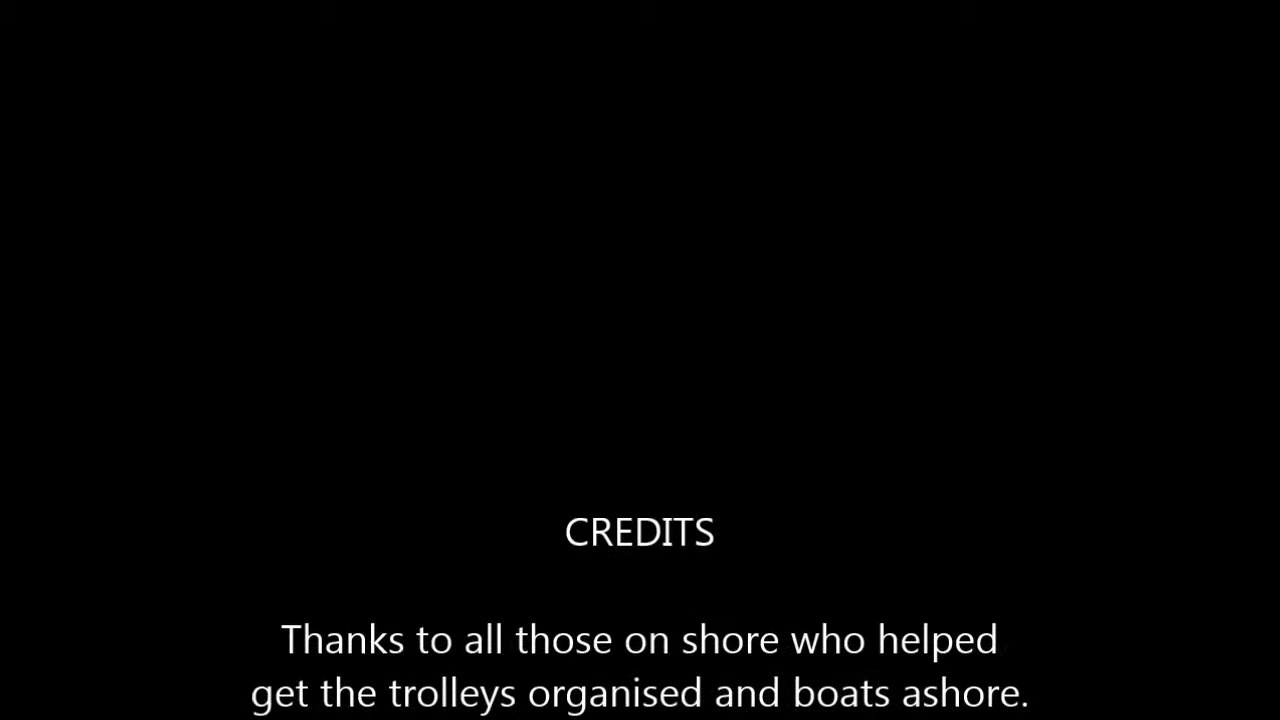 CREDITS
Thanks to all those on shore who helped
get the trolleys organised and boats ashore.